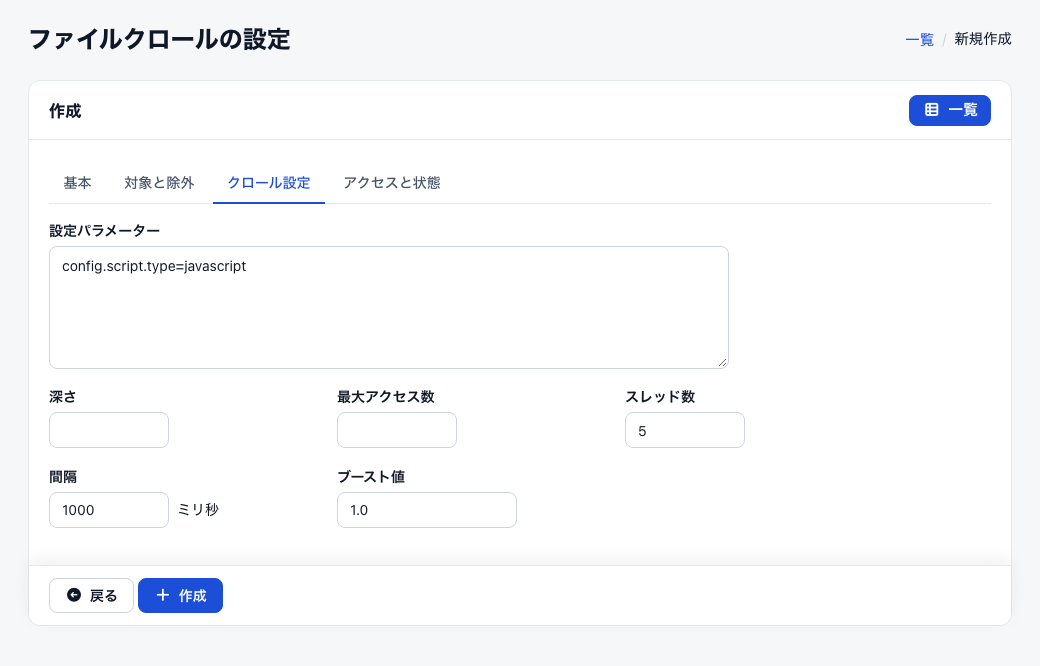 ファイルクロールの設定
一覧 / 新規作成
作成
一覧
基本 対象と除外 クロール設定 アクセスと状態
設定パラメーター
config.script.type=javascript
深さ 最大アクセス数 スレッド数
5
間隔 ブースト値
1000 ミリ秒 1.0
戻る 作成